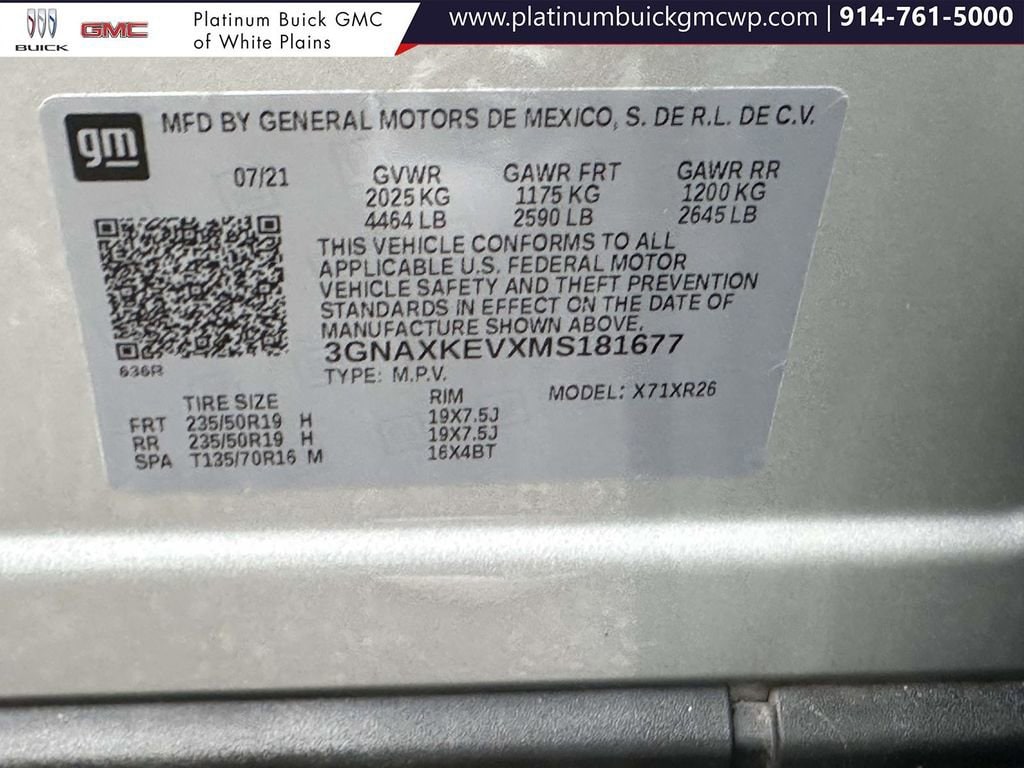 BUICK GMC
Platinum Buick GMC
of White Plains
www.platinumbuickgmcwp.com | 914-761-5000
gm
MFD BY GENERAL MOTORS DE MEXICO, S. DE R.L. DE C.V.
07/21 GVWR GAWR FRT GAWR RR
2025 KG 1175 KG 1200 KG
4464 LB 2590 LB 2645 LB
THIS VEHICLE CONFORMS TO ALL
APPLICABLE U.S. FEDERAL MOTOR
VEHICLE SAFETY AND THEFT PREVENTION
STANDARDS IN EFFECT ON THE DATE OF
MANUFACTURE SHOWN ABOVE.
3GNAXKEVXMS181677
636R
TYPE: M.P.V.
TIRE SIZE RIM MODEL: X71XR26
FRT 235/50R19 H 19X7.5J
RR 235/50R19 H 19X7.5J
SPA T135/70R16 M 16X4BT